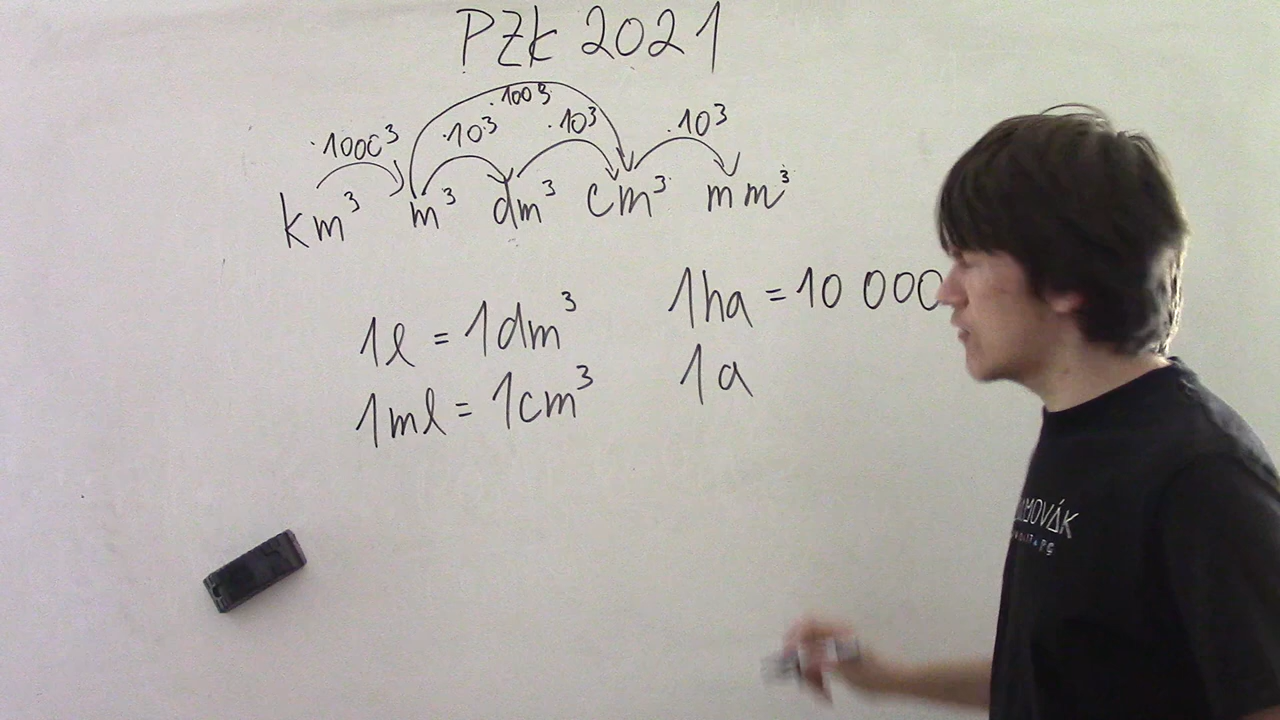 PZK 2021
·100³
·1000³ ·10³ ·10³ ·10³
km³ m³ dm³ cm³ mm³
1l = 1dm³
1ml = 1cm³
1ha = 10 000
1a